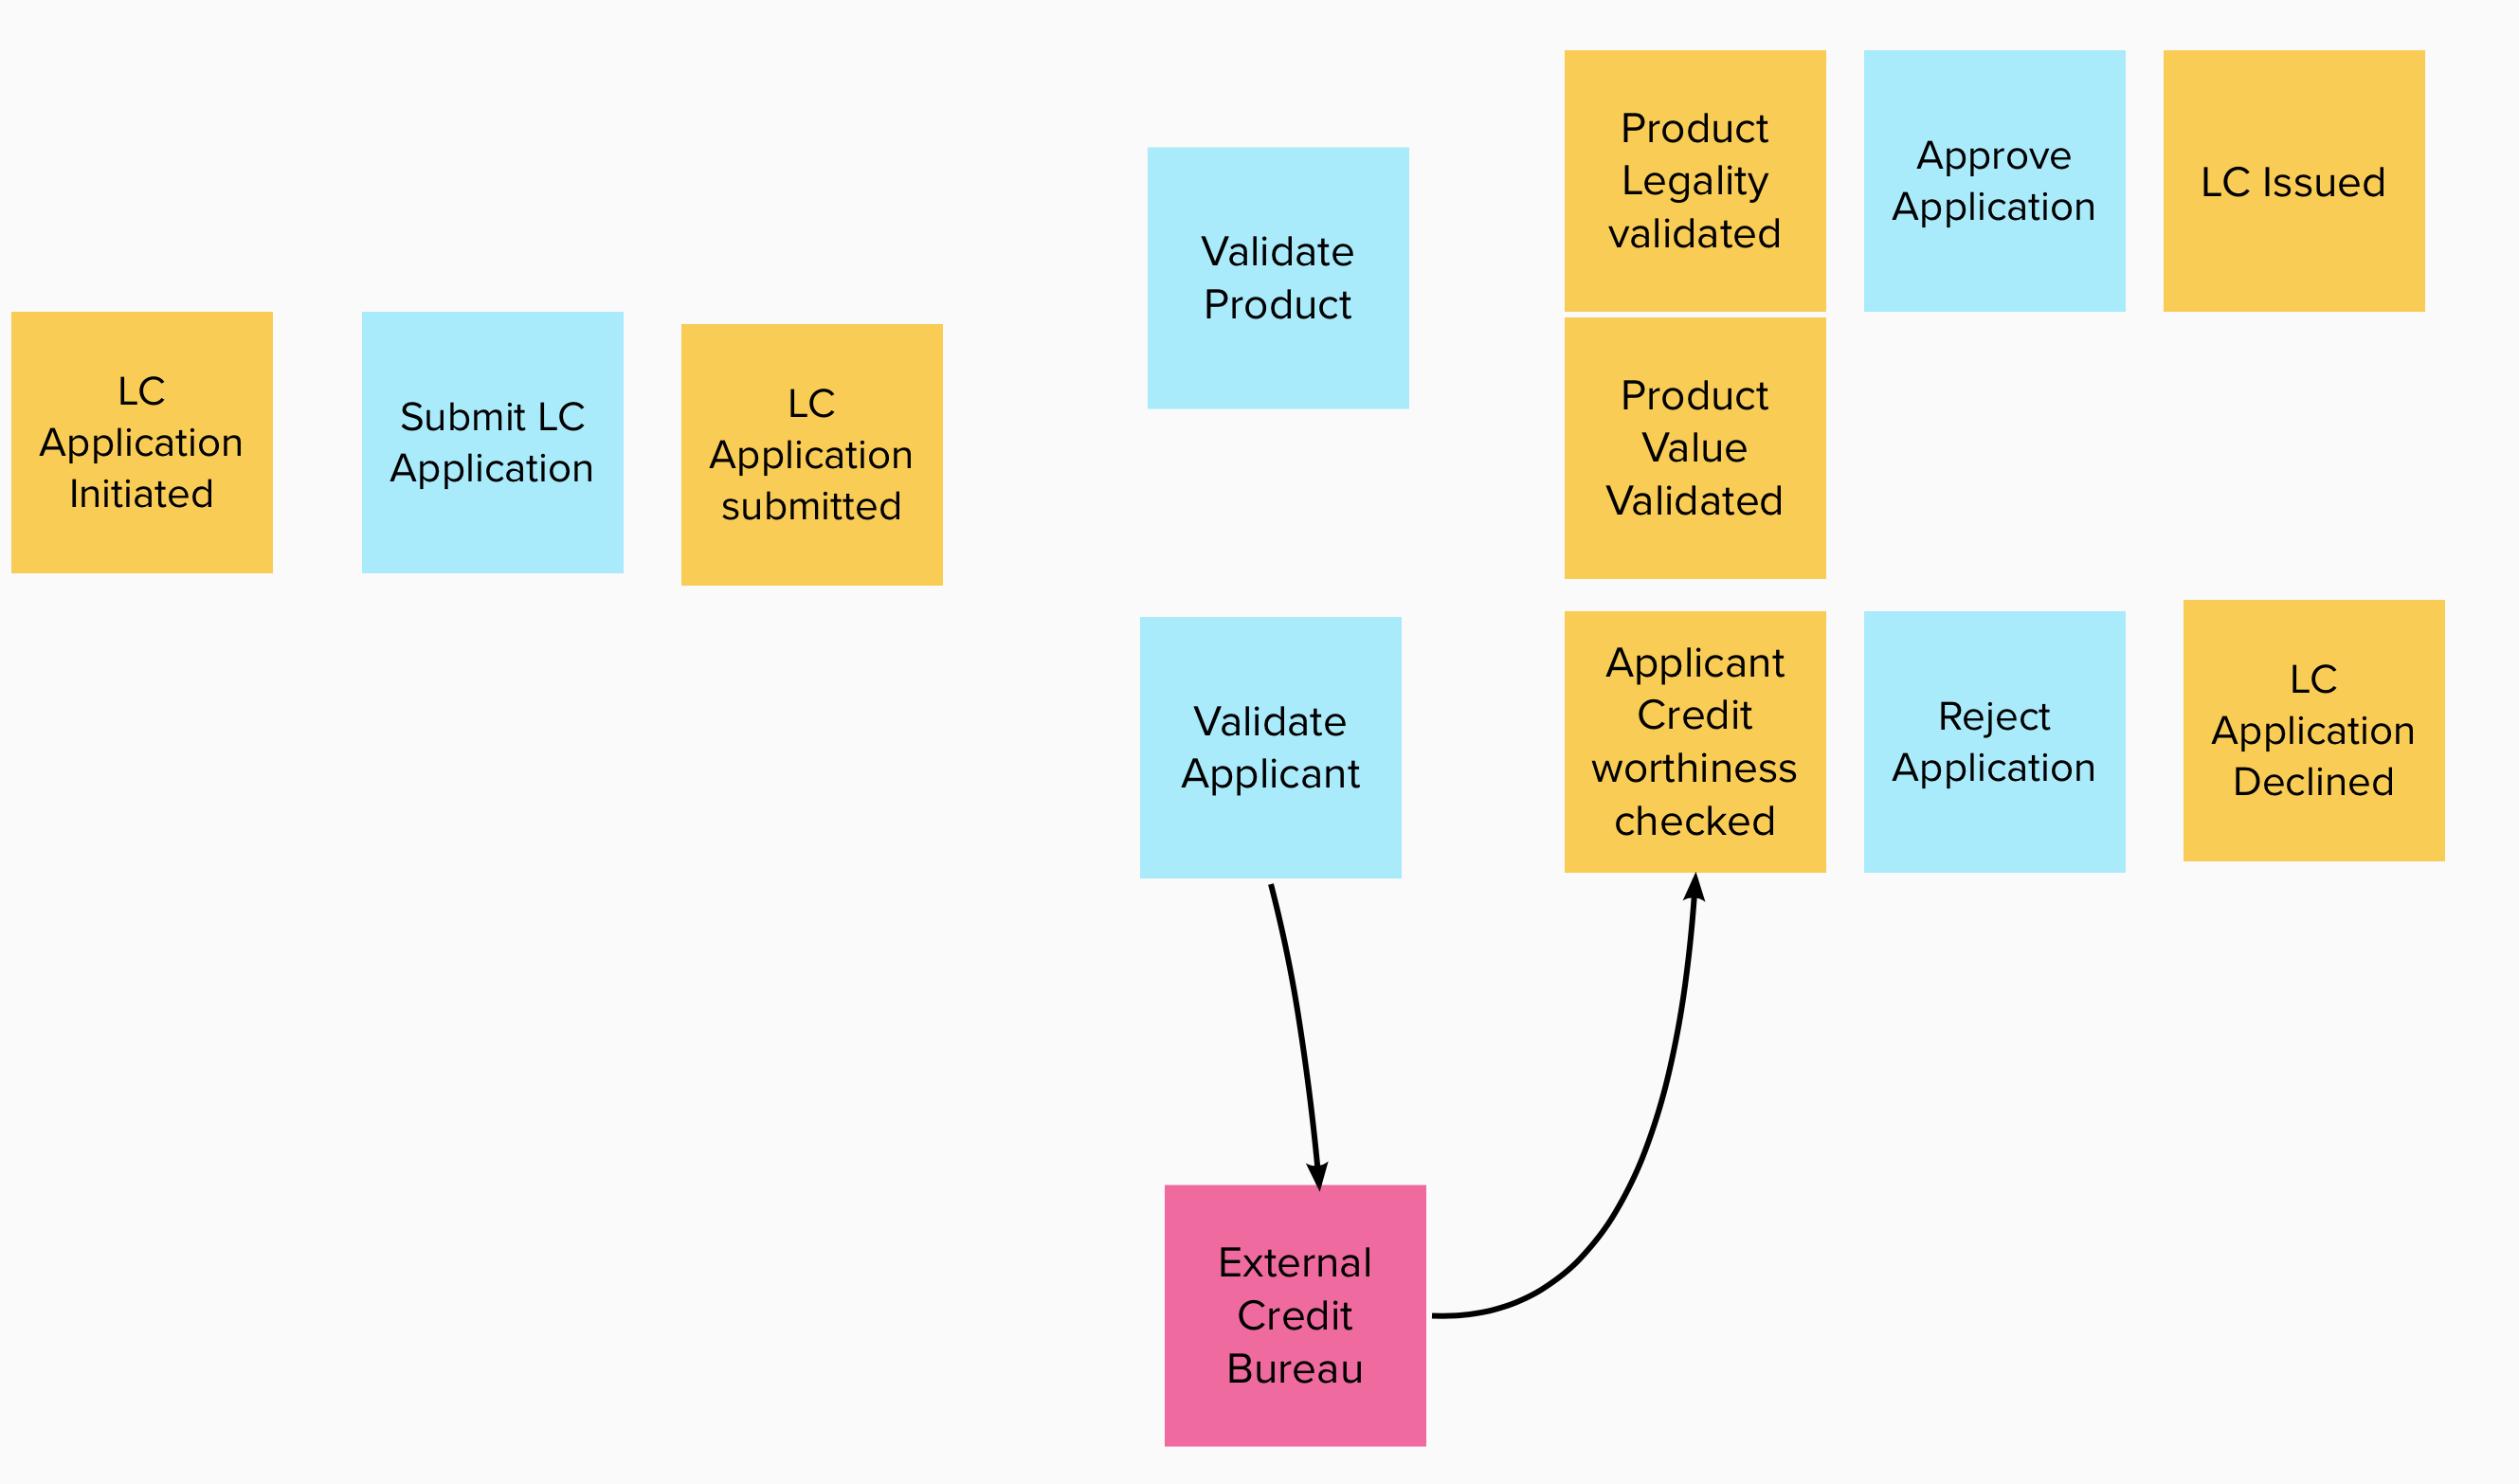 LC
Application
Initiated
Submit LC
Application
LC
Application
submitted
Validate
Product
Product
Legality
validated
Approve
Application
LC Issued
Product
Value
Validated
Validate
Applicant
Applicant
Credit
worthiness
checked
Reject
Application
LC
Application
Declined
External
Credit
Bureau